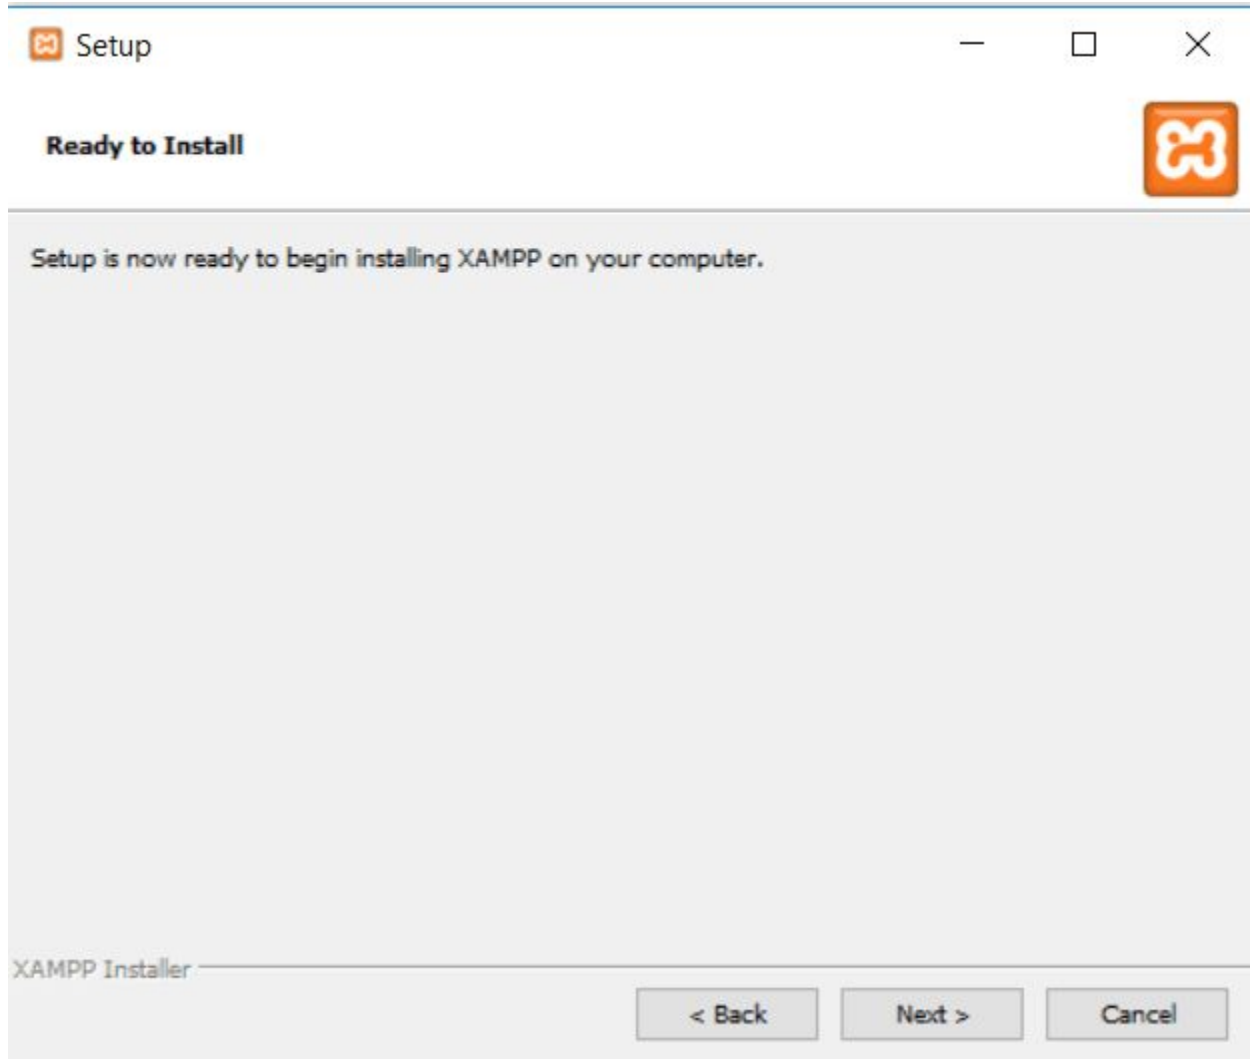 Setup
Ready to Install
Setup is now ready to begin installing XAMPP on your computer.
XAMPP Installer
< Back Next > Cancel